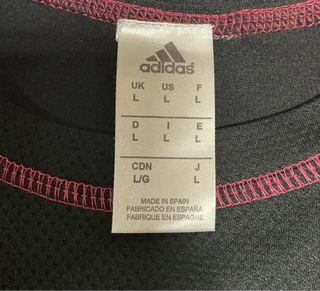 adidas
UK US F
L L L
D I E
L L L
CDN J
L/G L
MADE IN SPAIN
FABRICADO EN ESPAÑA
FABRIQUE EN ESPAGNE